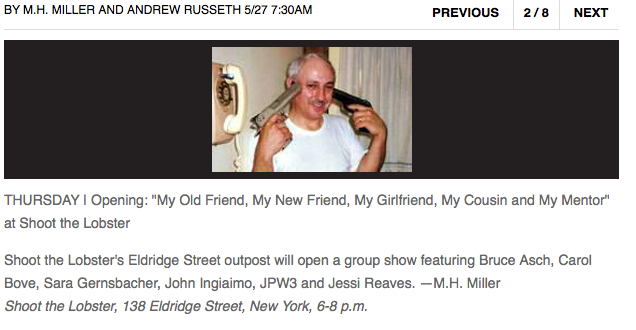 BY M.H. MILLER AND ANDREW RUSSETH 5/27 7:30AM
PREVIOUS 2 / 8 NEXT
THURSDAY | Opening: "My Old Friend, My New Friend, My Girlfriend, My Cousin and My Mentor"
at Shoot the Lobster
Shoot the Lobster's Eldridge Street outpost will open a group show featuring Bruce Asch, Carol
Bove, Sara Gernsbacher, John Ingiaimo, JPW3 and Jessi Reaves. —M.H. Miller
Shoot the Lobster, 138 Eldridge Street, New York, 6-8 p.m.